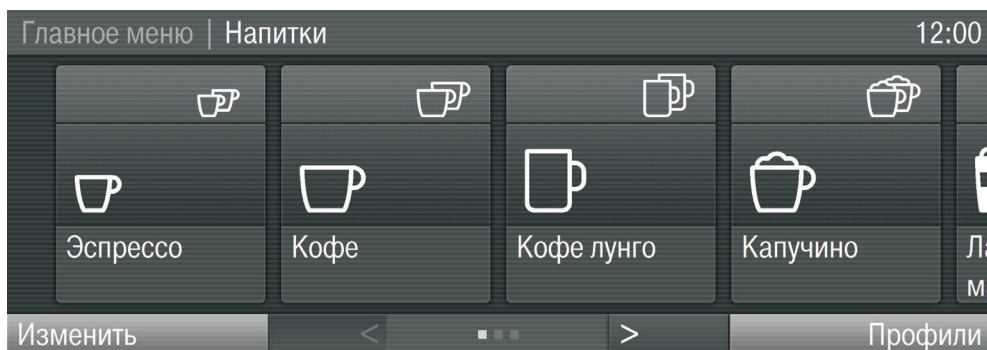 Главное меню | Напитки 12:00
Эспрессо Кофе Кофе лунго Капучино
Изменить < > Профили